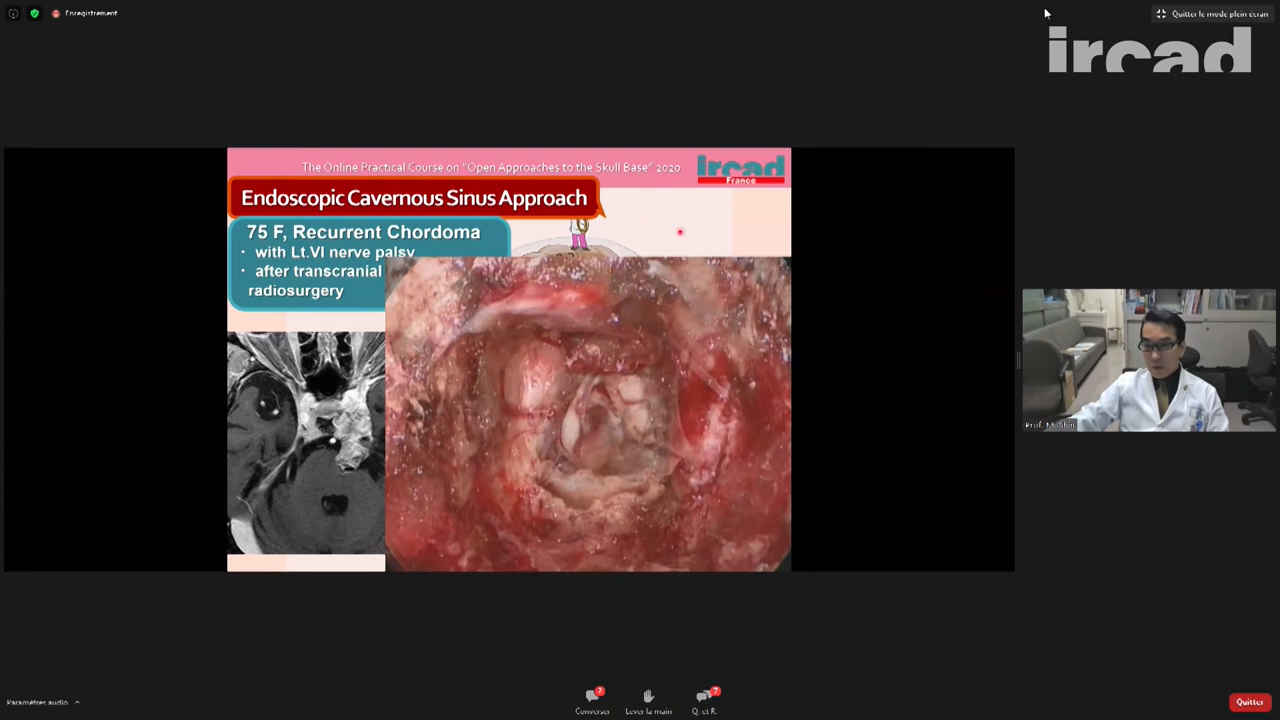 Enregistrement
Quitter le mode plein écran
ircad
The Online Practical Course on "Open Approaches to the Skull Base" 2020
ircad
France
Endoscopic Cavernous Sinus Approach
75 F, Recurrent Chordoma
· with Lt.VI nerve palsy
· after transcranial
radiosurgery
Prof. M. Shin
Paramètres audio
2
7
Converser
Lever la main
Q. et R.
Quitter